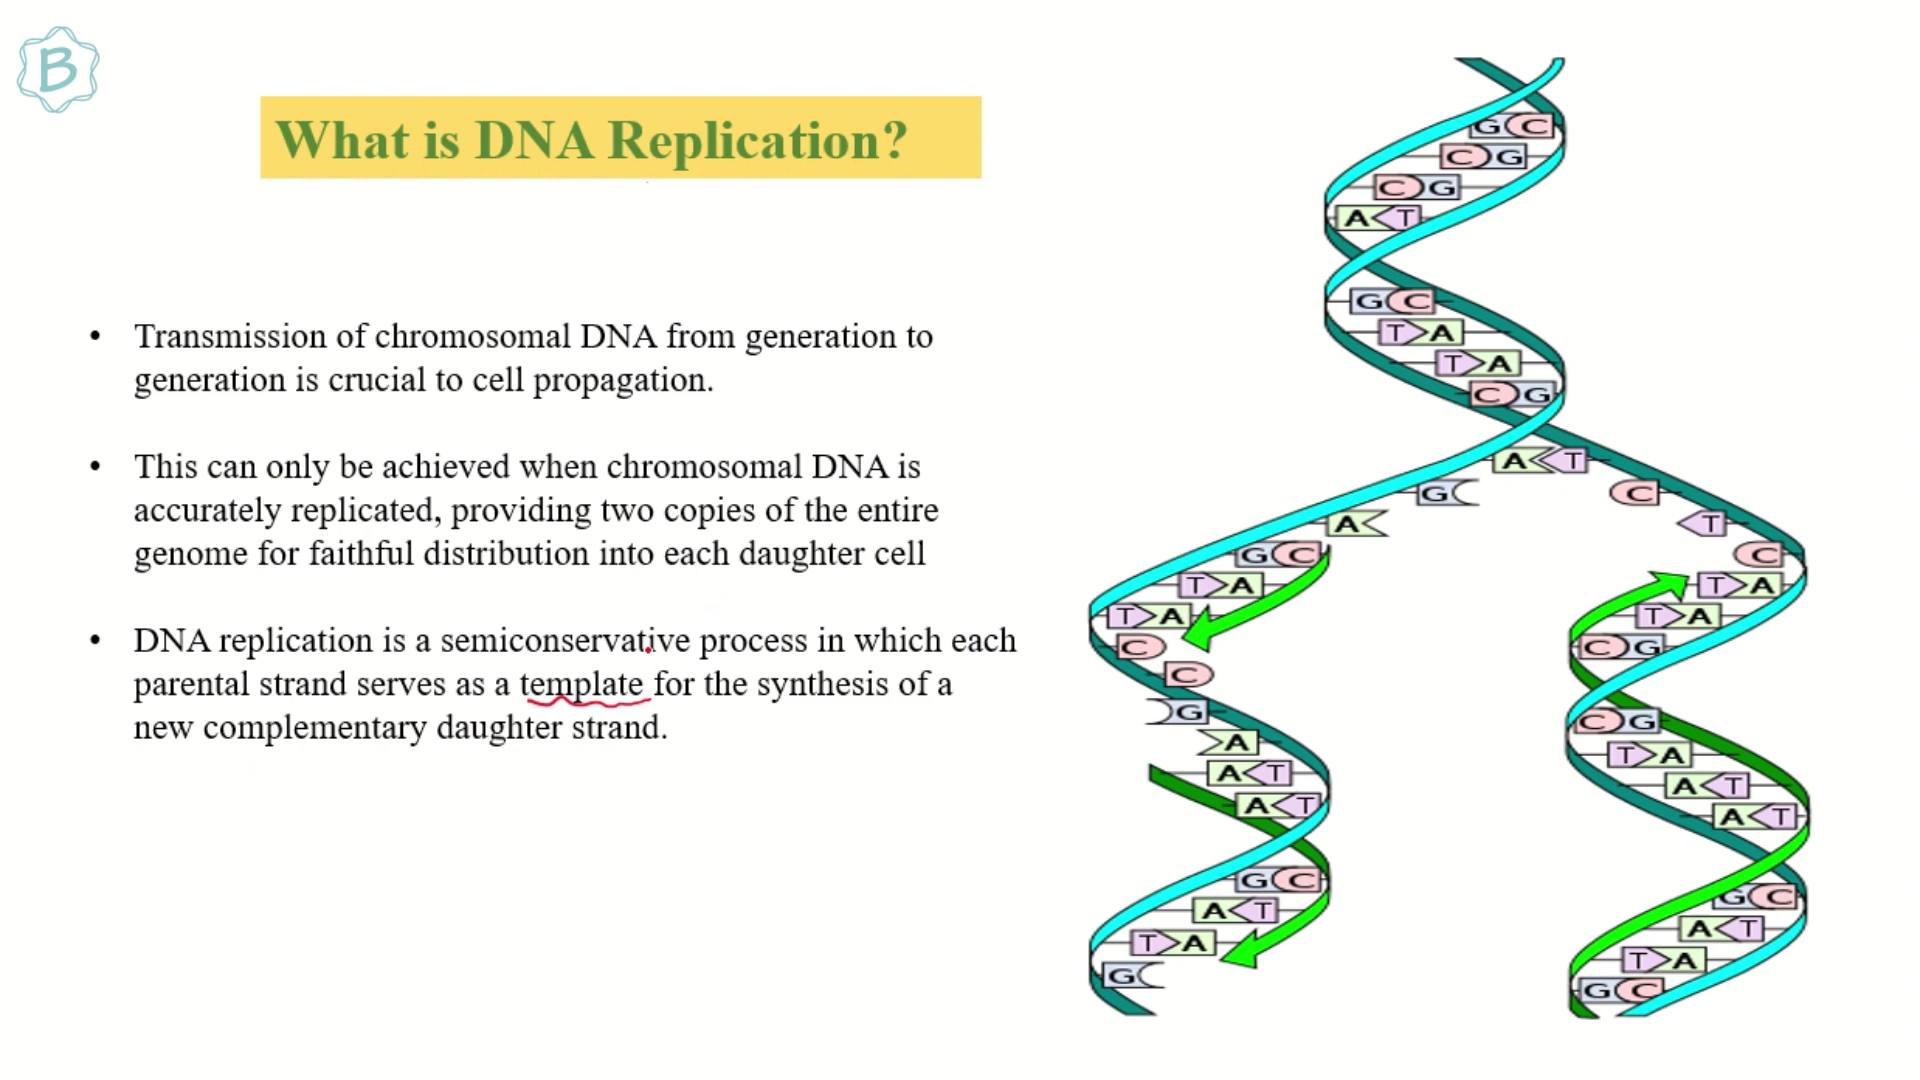 B
What is DNA Replication?
• Transmission of chromosomal DNA from generation to
generation is crucial to cell propagation.
• This can only be achieved when chromosomal DNA is
accurately replicated, providing two copies of the entire
genome for faithful distribution into each daughter cell
• DNA replication is a semiconservative process in which each
parental strand serves as a template for the synthesis of a
new complementary daughter strand.
G C
C G
C G
A T
G C
T A
T A
C G
A T
G C
A T
G C C
T A T A
T A T A
C C G
C
G C G
A T A
A T A T
A T A T
G C G C
A T A T
T A T A
G G C